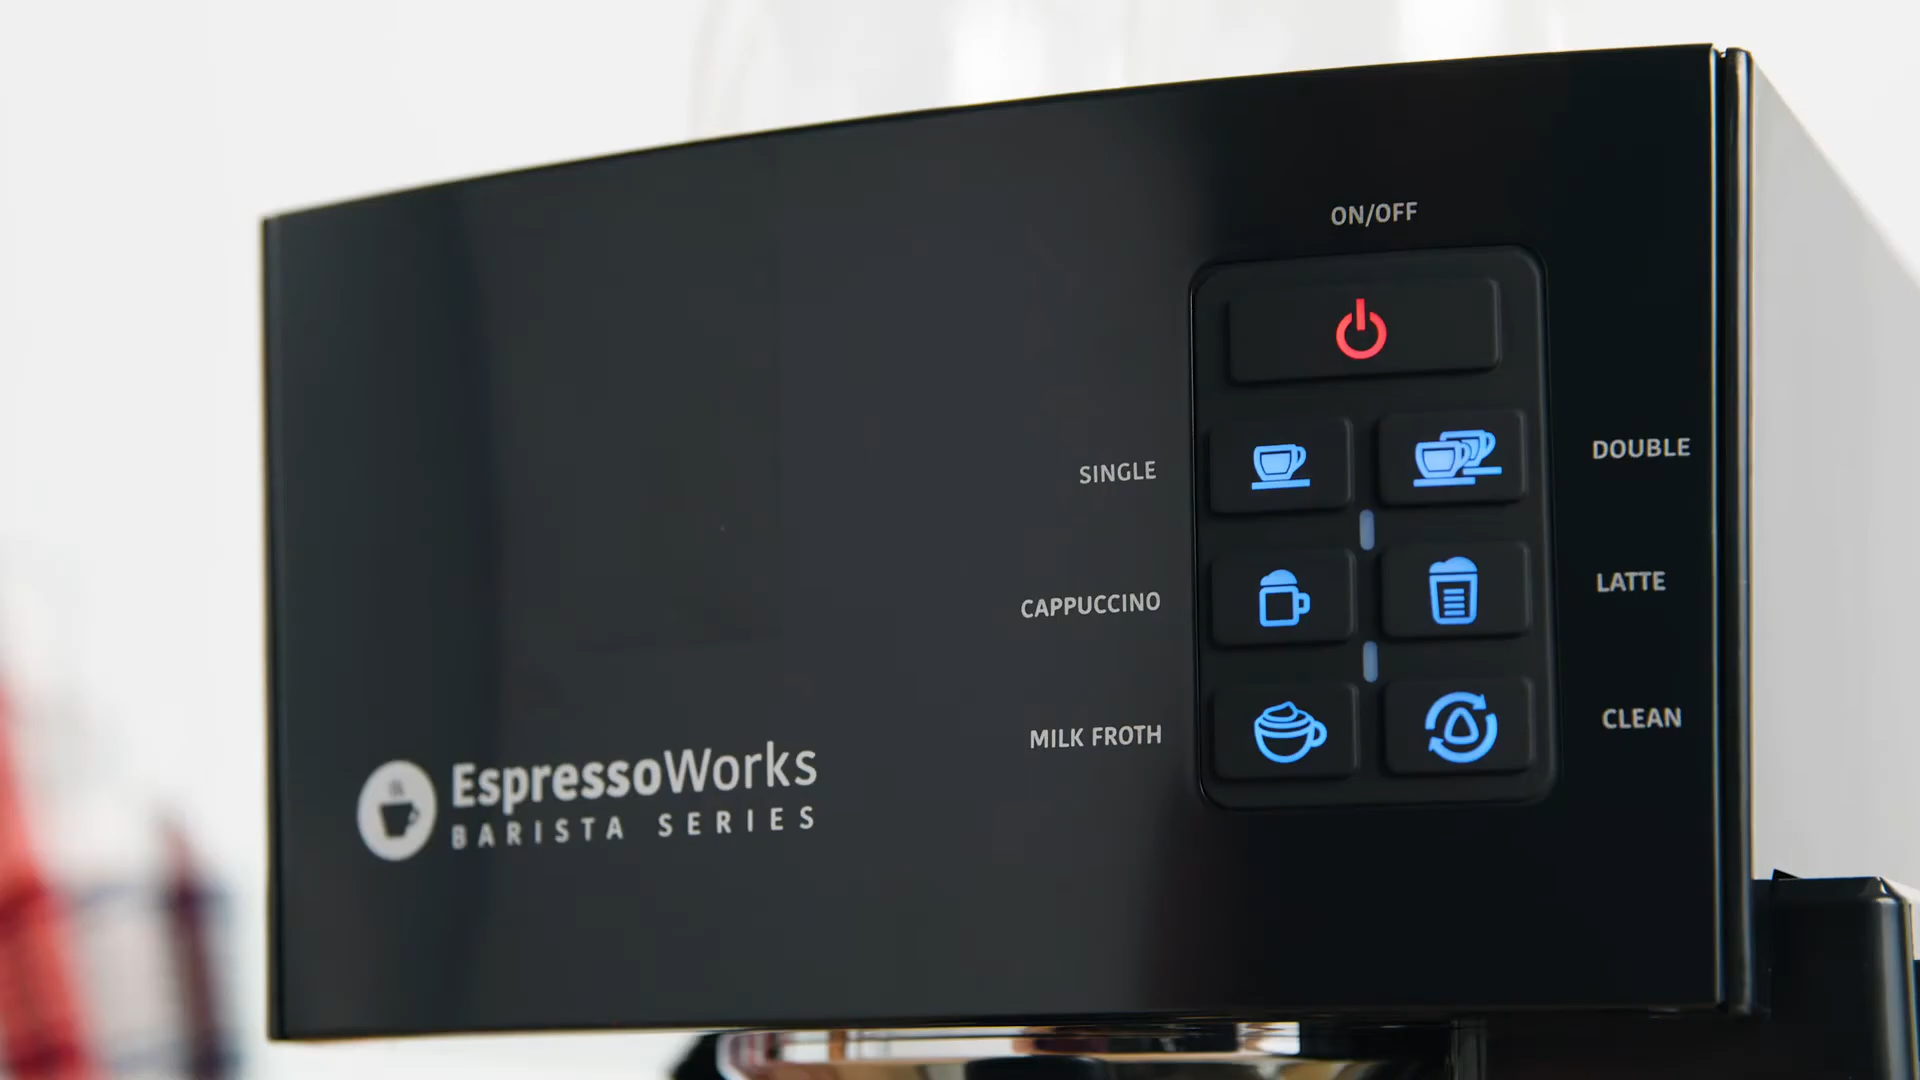 ON/OFF
SINGLE
DOUBLE
CAPPUCCINO
LATTE
MILK FROTH
CLEAN
EspressoWorks
BARISTA SERIES